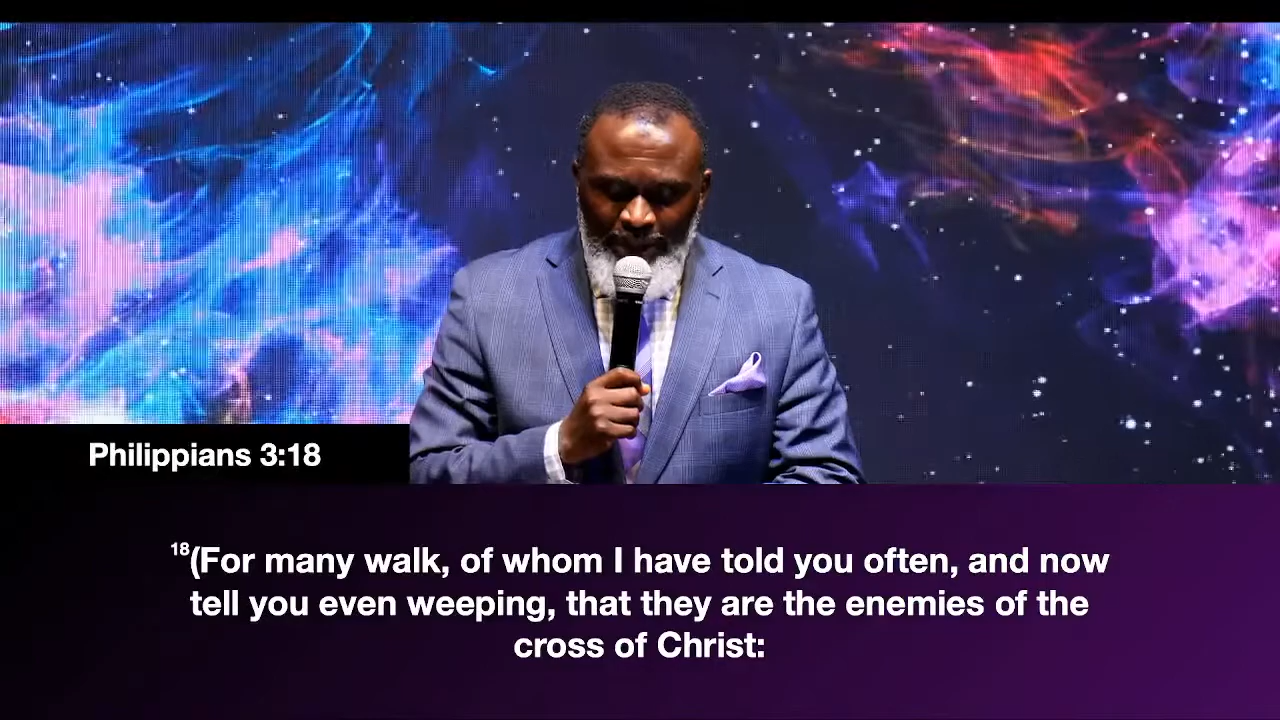 Philippians 3:18
18(For many walk, of whom I have told you often, and now
tell you even weeping, that they are the enemies of the
cross of Christ: